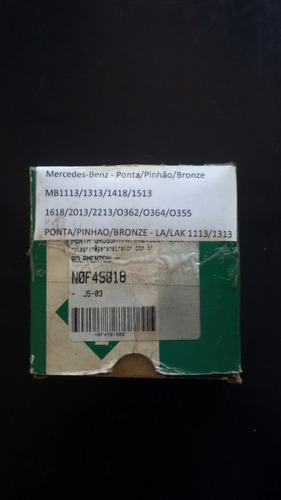 Mercedes-Benz - Ponta/Pinhão/Bronze
MB1113/1313/1418/1513
1618/2013/2213/O362/O364/O355
PONTA/PINHAO/BRONZE - LA/LAK 1113/1313
ROLAMENTOS
N0F45018
- JS-03